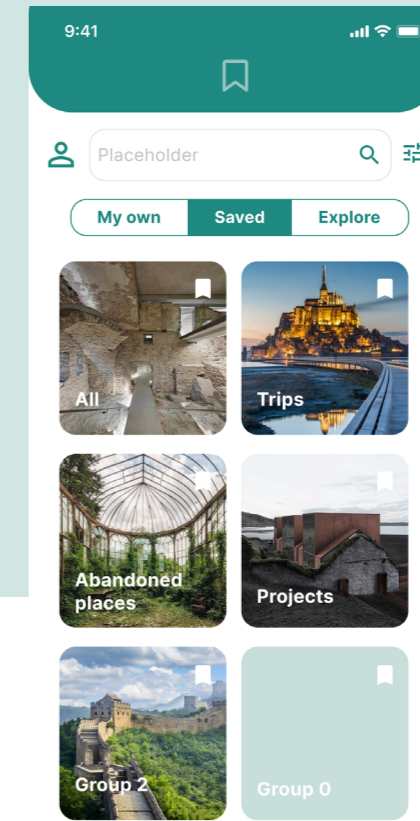 9:41
Placeholder
My own Saved Explore
All
Trips
Abandoned
places
Projects
Group 2
Group 0